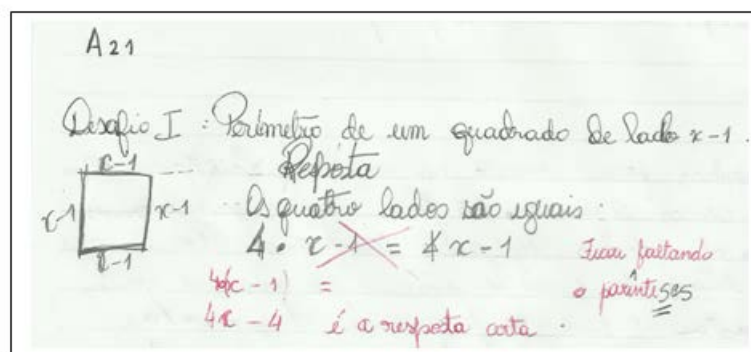 A21
Desafio I : Perímetro de um quadrado de lado x-1.
x-1
Reposta
x-1
x-1
Os quatro lados são iguais:
x-1
4 • x-1 = 4x-1
Ficou faltando
o parênteses
4(x-1) =
4x-4 é a resposta certa.